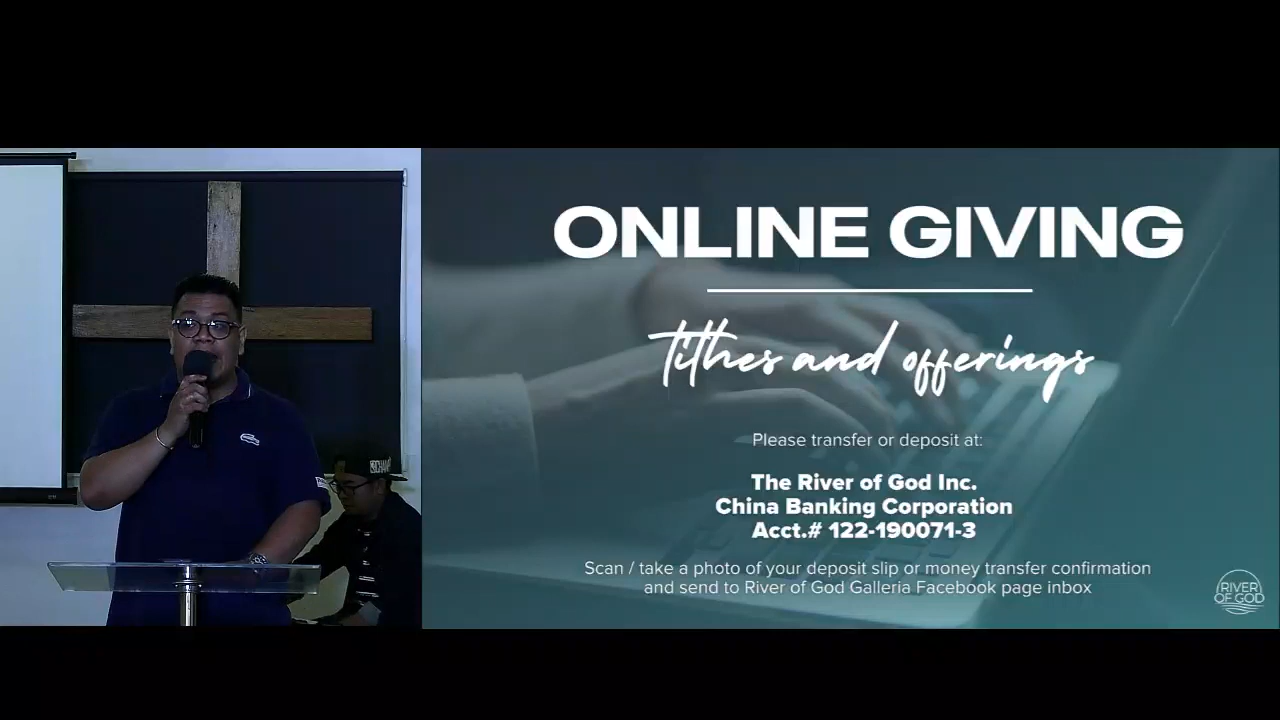 ONLINE GIVING
tithes and offerings
Please transfer or deposit at:
The River of God Inc.
China Banking Corporation
Acct.# 122-190071-3
Scan / take a photo of your deposit slip or money transfer confirmation
and send to River of God Galleria Facebook page inbox
RIVER
OF GOD